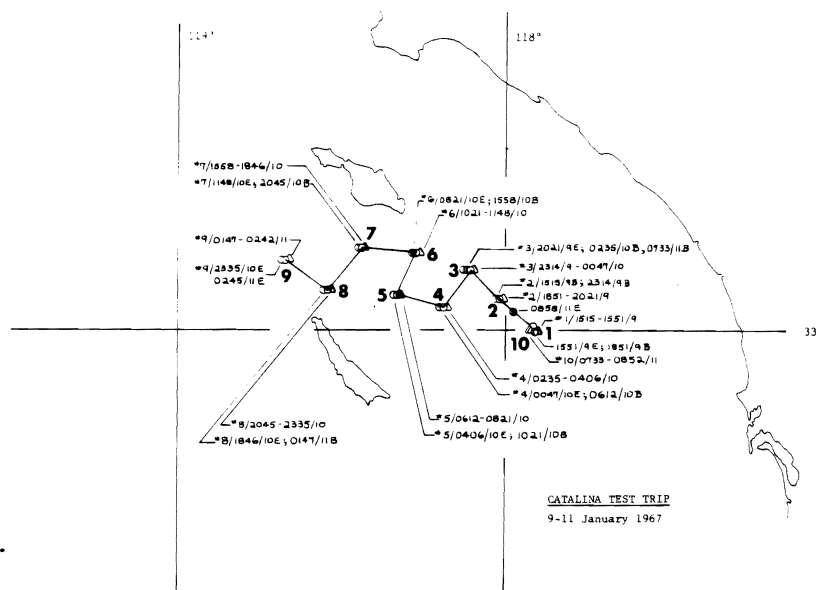 119°
118°
*7/1558-1846/10
*7/1148/10E; 2045/10B
*6/0821/10E; 1558/10B
*6/1021-1148/10
7
*9/0147-0242/11
6
*3/2021/9E; 0235/10B, 0733/11B
3
*3/2314/9-0047/10
*9/2335/10E
0245/11E
9
*2/1515/9B; 2314/9B
*2/1851-2021/9
8
5
4
2
0858/11E
*1/1515-1551/9
10
1
33
1551/9E; 1851/9B
*10/0733-0852/11
*4/0235-0406/10
*4/0047/10E; 0612/10B
*8/2045-2335/10
*8/1846/10E; 0147/11B
*5/0612-0821/10
*5/0406/10E; 1021/10B
CATALINA TEST TRIP
9-11 January 1967